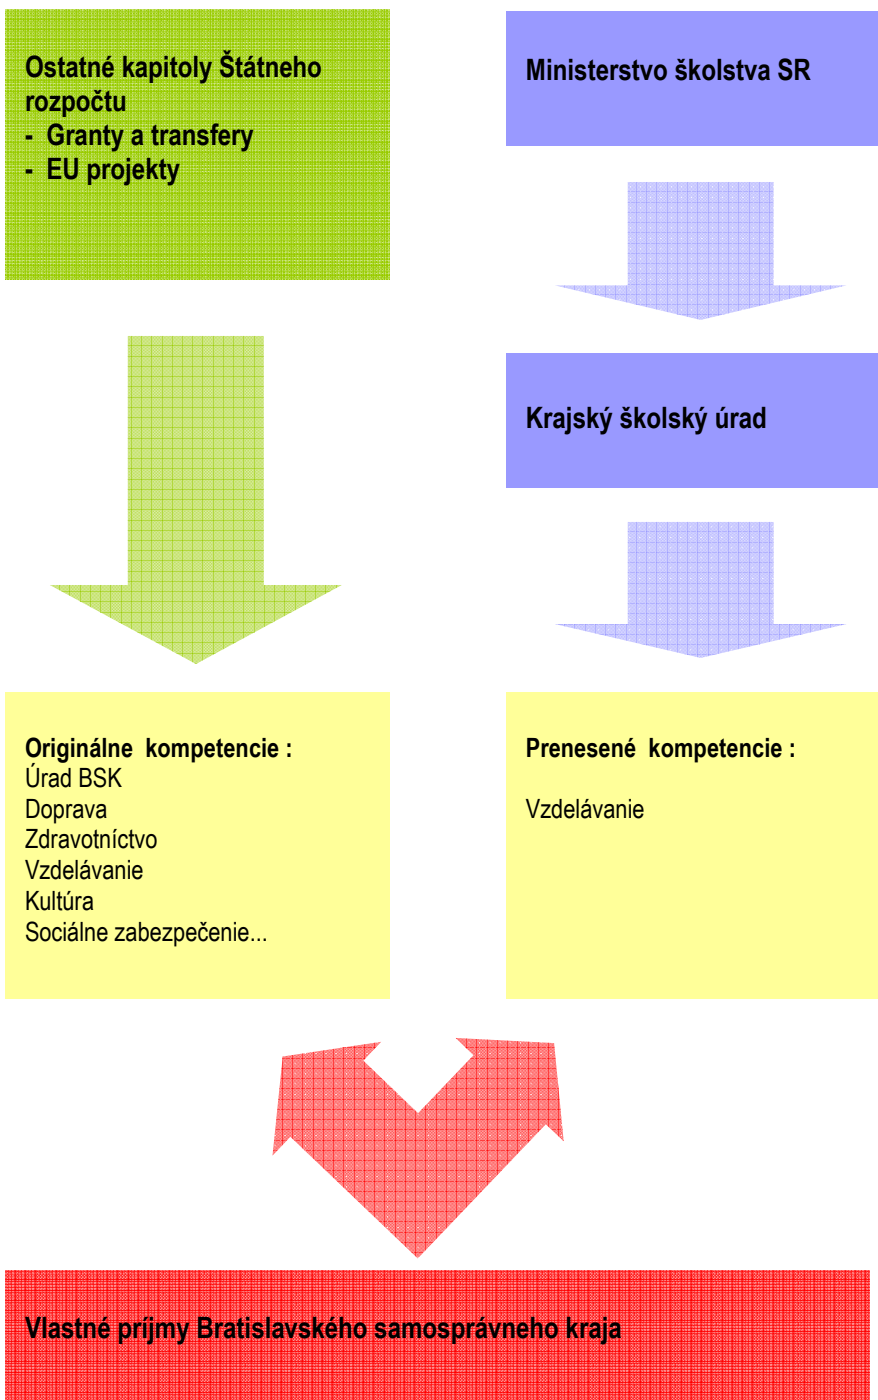 Ostatné kapitoly Štátneho
rozpočtu
- Granty a transfery
- EU projekty
Ministerstvo školstva SR
Krajský školský úrad
Originálne kompetencie :
Úrad BSK
Doprava
Zdravotníctvo
Vzdelávanie
Kultúra
Sociálne zabezpečenie...
Prenesené kompetencie :
Vzdelávanie
Vlastné príjmy Bratislavského samosprávneho kraja